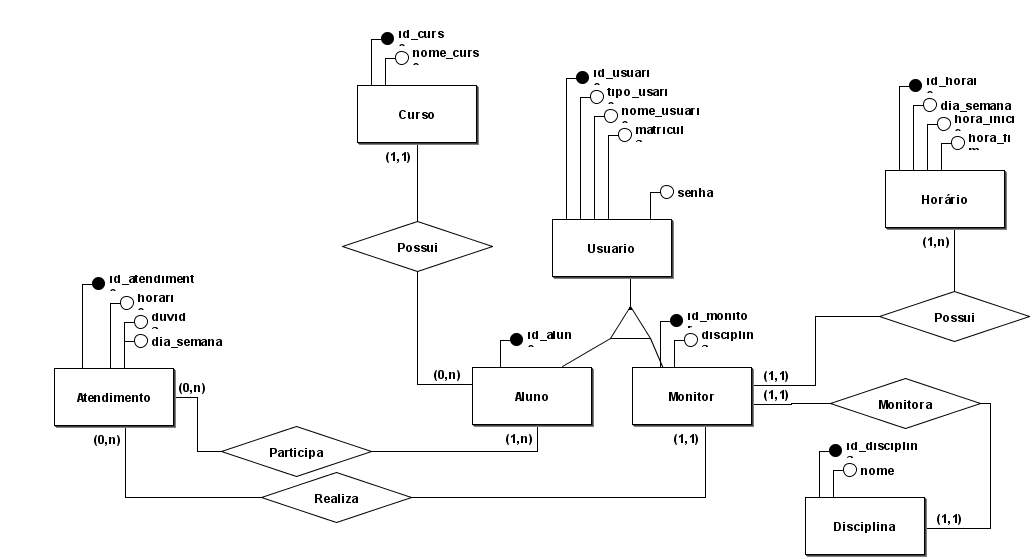 id_curs
nome_curs
Curso
(1,1)
Possui
id_usuari
tipo_usari
nome_usuari
matricul
senha
Usuario
id_horai
dia_semana
hora_inici
hora_fi
Horário
(1,n)
Possui
id_atendiment
horari
duvid
dia_semana
Atendimento
(0,n)
(0,n)
id_alun
(0,n)
Aluno
(1,n)
id_monito
disciplin
Monitor
(1,1)
(1,1)
(1,1)
Participa
Realiza
Monitora
id_disciplin
nome
Disciplina
(1,1)